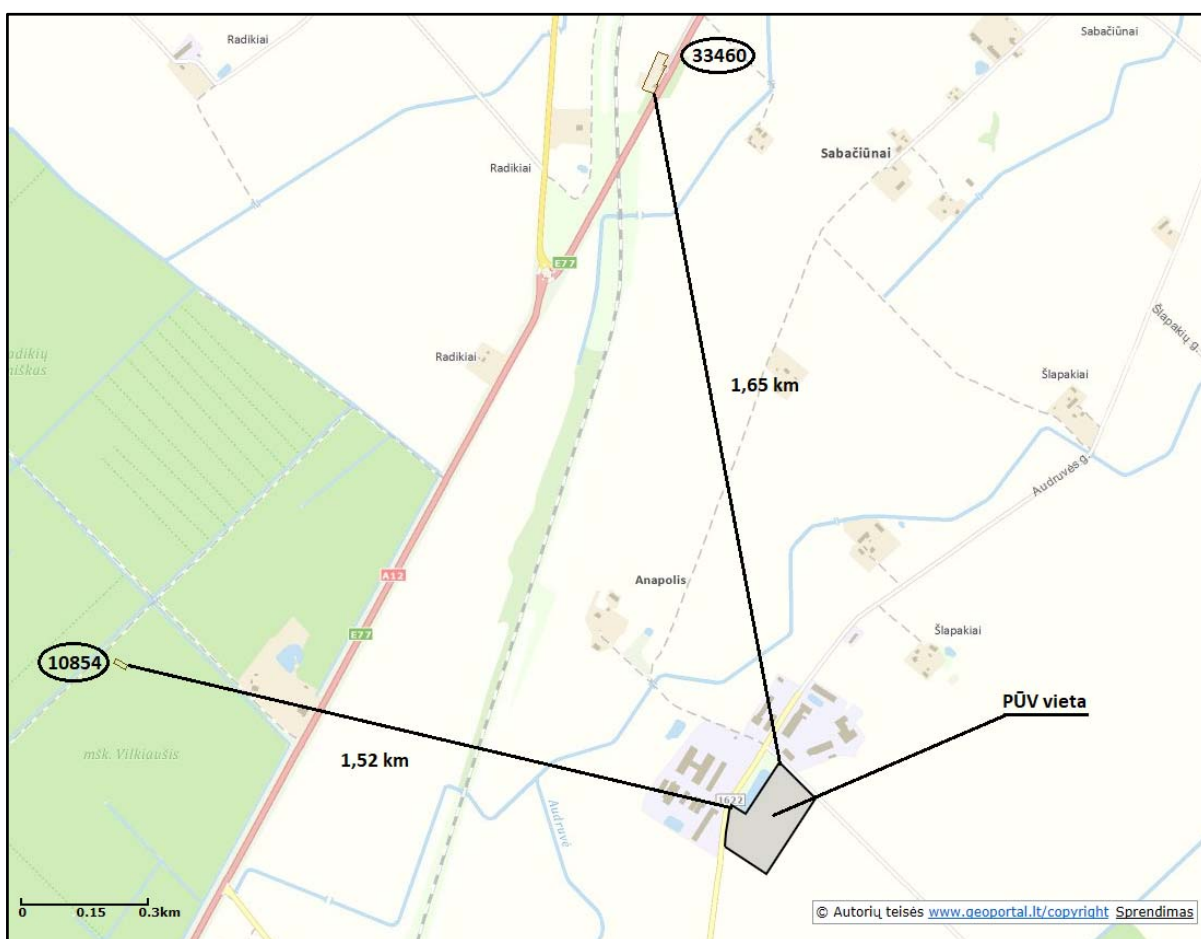 Radikiai
33460
Sabačiūnai
Sabačiūnai
Radikiai
E77
Šlapakių g.
Radikiai
1,65 km
Šlapakiai
Audruvės g.
A12
Anapolis
E77
Šlapakiai
10854
PŪV vieta
mšk. Vilkiaušis
1,52 km
1622
Audruvė
0 0.15 0.3km
© Autorių teisės www.geoportal.lt/copyright Sprendimas